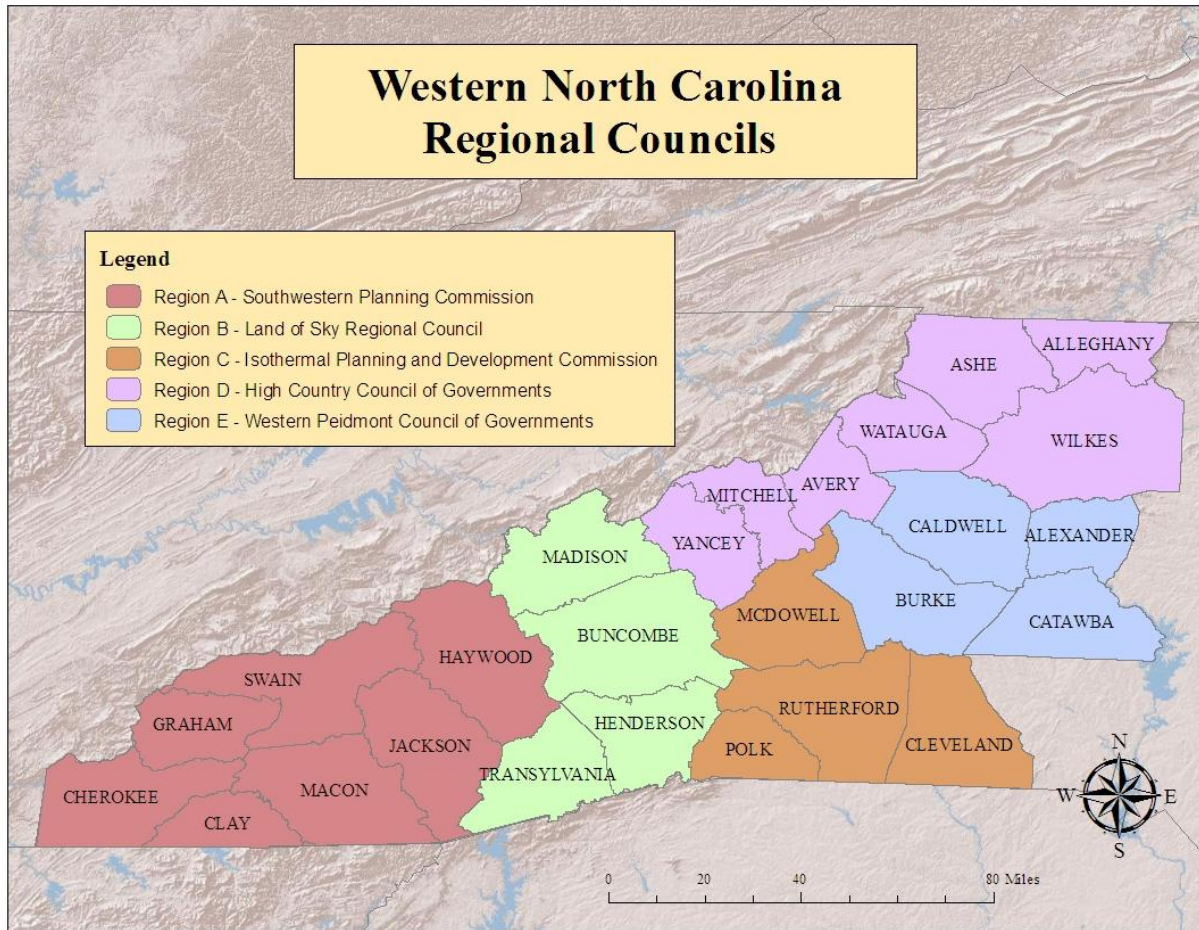 Western North Carolina
Regional Councils
Legend
Region A - Southwestern Planning Commission
Region B - Land of Sky Regional Council
Region C - Isothermal Planning and Development Commission
Region D - High Country Council of Governments
Region E - Western Peidmont Council of Governments
ASHE
ALLEGHANY
WATAUGA
WILKES
MITCHELL
AVERY
CALDWELL
ALEXANDER
YANCEY
MADISON
BURKE
CATAWBA
MCDOWELL
BUNCOMBE
HAYWOOD
SWAIN
GRAHAM
JACKSON
HENDERSON
RUTHERFORD
POLK
CLEVELAND
TRANSYLVANIA
CHEROKEE
MACON
CLAY
N
W
E
S
0 20 40 80 Miles